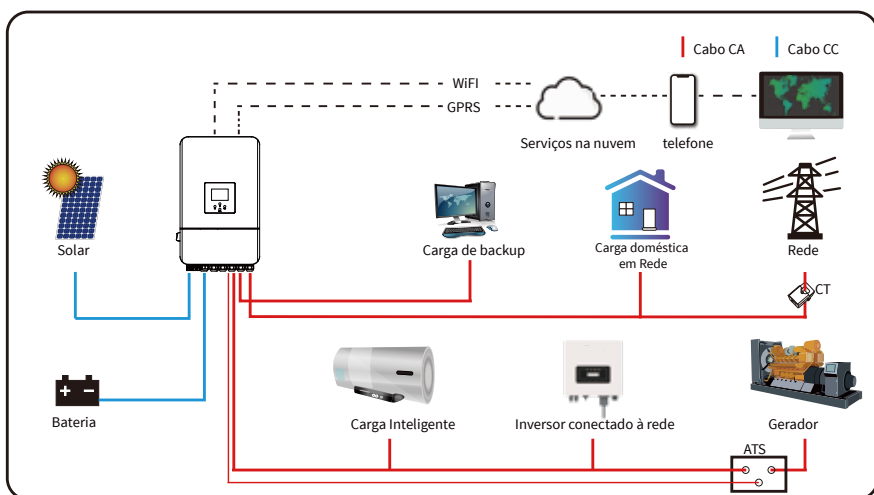 Cabo CA
Cabo CC
WiFI
GPRS
Serviços na nuvem
telefone
Solar
Carga de backup
Carga doméstica
em Rede
Rede
CT
Bateria
Carga Inteligente
Inversor conectado à rede
Gerador
ATS